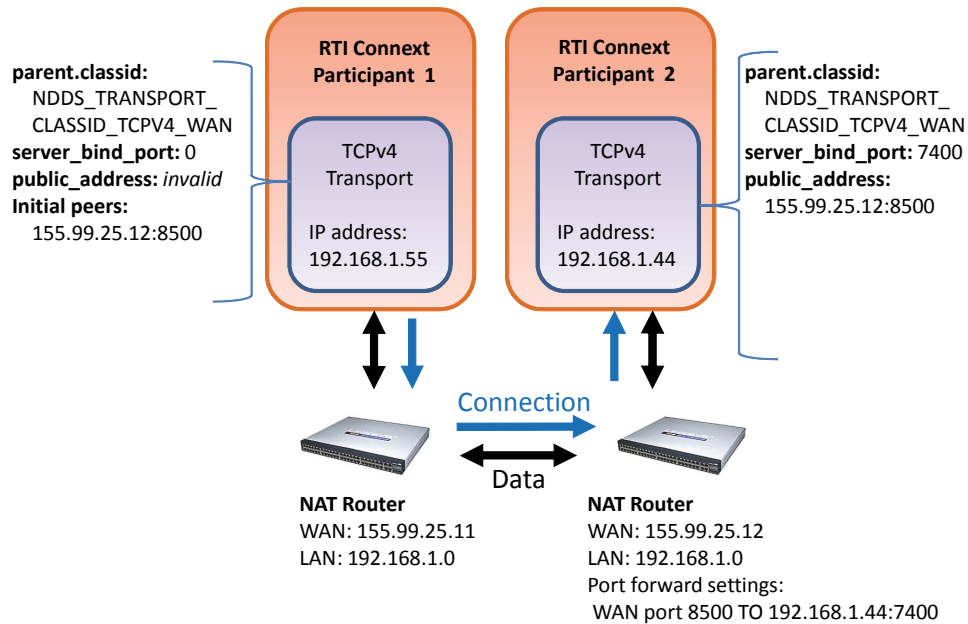 parent.classid:
NDDS_TRANSPORT_
CLASSID_TCPV4_WAN
server_bind_port: 0
public_address: invalid
Initial peers:
155.99.25.12:8500
RTI Connext
Participant 1
TCPv4
Transport
IP address:
192.168.1.55
RTI Connext
Participant 2
TCPv4
Transport
IP address:
192.168.1.44
parent.classid:
NDDS_TRANSPORT_
CLASSID_TCPV4_WAN
server_bind_port: 7400
public_address:
155.99.25.12:8500
Connection
Data
NAT Router
WAN: 155.99.25.11
LAN: 192.168.1.0
NAT Router
WAN: 155.99.25.12
LAN: 192.168.1.0
Port forward settings:
WAN port 8500 TO 192.168.1.44:7400